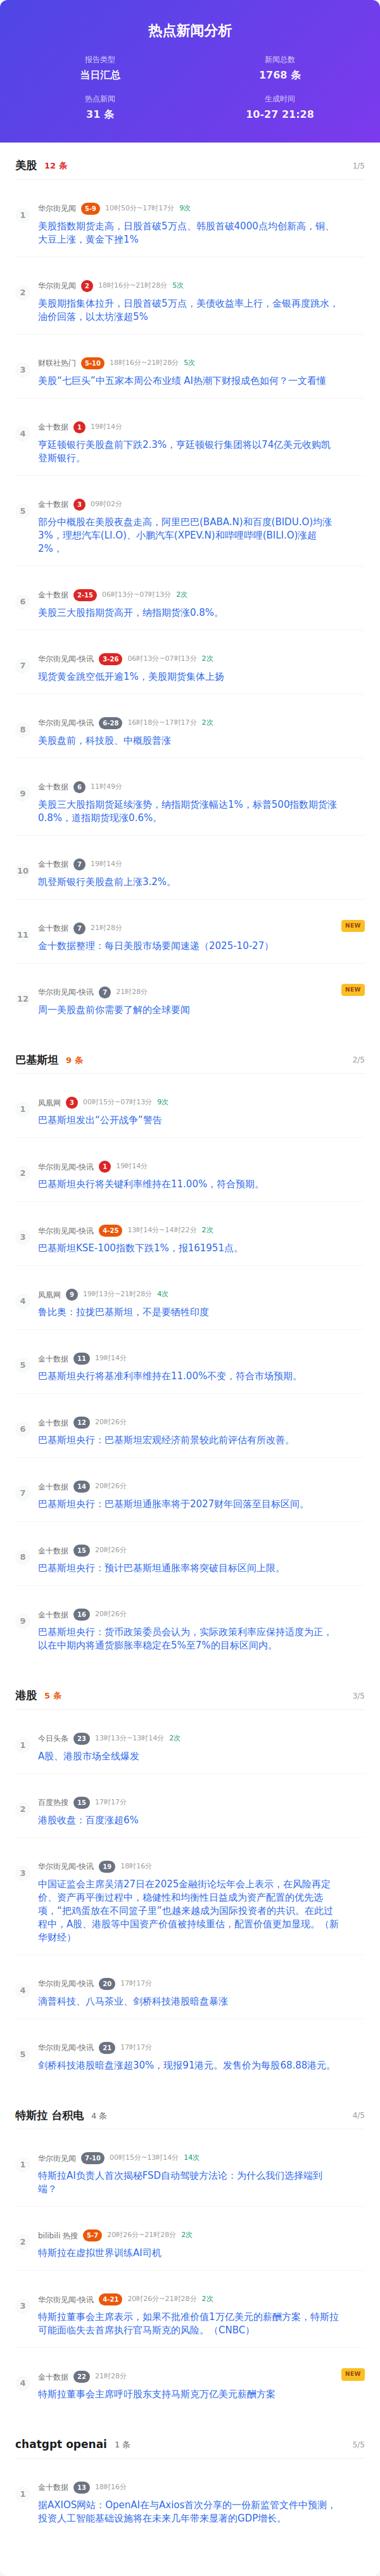 热点新闻分析
报告类型
当日汇总
新闻总数
1768 条
热点新闻
31 条
生成时间
10-27 21:28
美股 12 条 1/5
1 华尔街见闻 5-9 10时50分~17时17分 9次
美股指数期货走高，日股首破5万点、韩股首破4000点均创新高，铜、
大豆上涨，黄金下挫1%
2 华尔街见闻 2 18时16分~21时28分 5次
美股期指集体拉升，日股首破5万点，美债收益率上行，金银再度跳水，
油价回落，以太坊涨超5%
3 财联社热门 5-10 18时16分~21时28分 5次
美股“七巨头”中五家本周公布业绩 AI热潮下财报成色如何？一文看懂
4 金十数据 1 19时14分
亨廷顿银行美股盘前下跌2.3%，亨廷顿银行集团将以74亿美元收购凯
登斯银行。
5 金十数据 3 09时02分
部分中概股在美股夜盘走高，阿里巴巴(BABA.N)和百度(BIDU.O)均涨
3%，理想汽车(LI.O)、小鹏汽车(XPEV.N)和哔哩哔哩(BILI.O)涨超
2%，
6 金十数据 2-15 06时13分~07时13分 2次
美股三大股指期货高开，纳指期货涨0.8%。
7 华尔街见闻-快讯 3-26 06时13分~07时13分 2次
现货黄金跳空低开逾1%，美股期货集体上扬
8 华尔街见闻-快讯 6-28 16时18分~17时17分 2次
美股盘前，科技股、中概股普涨
9 金十数据 6 11时49分
美股三大股指期货延续涨势，纳指期货涨幅达1%，标普500指数期货涨
0.8%，道指期货现涨0.6%。
10 金十数据 7 19时14分
凯登斯银行美股盘前上涨3.2%。
11 金十数据 7 21时28分 NEW
金十数据整理：每日美股市场要闻速递（2025-10-27）
12 华尔街见闻-快讯 7 21时28分 NEW
周一美股盘前你需要了解的全球要闻
巴基斯坦 9 条 2/5
1 凤凰网 3 00时15分~07时13分 9次
巴基斯坦发出“公开战争”警告
2 华尔街见闻-快讯 1 19时14分
巴基斯坦央行将关键利率维持在11.00%，符合预期。
3 华尔街见闻-快讯 4-25 13时14分~14时22分 2次
巴基斯坦KSE-100指数下跌1%，报161951点。
4 凤凰网 9 19时13分~21时28分 4次
鲁比奥：拉拢巴基斯坦，不是要牺牲印度
5 金十数据 11 19时14分
巴基斯坦央行将基准利率维持在11.00%不变，符合市场预期。
6 金十数据 12 20时26分
巴基斯坦央行：巴基斯坦宏观经济前景较此前评估有所改善。
7 金十数据 14 20时26分
巴基斯坦央行：巴基斯坦通胀率将于2027财年回落至目标区间。
8 金十数据 15 20时26分
巴基斯坦央行：预计巴基斯坦通胀率将突破目标区间上限。
9 金十数据 16 20时26分
巴基斯坦央行：货币政策委员会认为，实际政策利率应保持适度为正，
以在中期内将通货膨胀率稳定在5%至7%的目标区间内。
港股 5 条 3/5
1 今日头条 23 13时13分~13时14分 2次
A股、港股市场全线爆发
2 百度热搜 15 17时17分
港股收盘：百度涨超6%
3 华尔街见闻-快讯 19 18时16分
中国证监会主席吴清27日在2025金融街论坛年会上表示，在风险再定
价、资产再平衡过程中，稳健性和均衡性日益成为资产配置的优先选
项，“把鸡蛋放在不同篮子里”也越来越成为国际投资者的共识。在此过
程中，A股、港股等中国资产价值被持续重估，配置价值更加显现。（新
华财经）
4 华尔街见闻-快讯 20 17时17分
滴普科技、八马茶业、剑桥科技港股暗盘暴涨
5 华尔街见闻-快讯 21 17时17分
剑桥科技港股暗盘涨超30%，现报91港元。发售价为每股68.88港元。
特斯拉 台积电 4 条 4/5
1 华尔街见闻 7-10 00时15分~13时14分 14次
特斯拉AI负责人首次揭秘FSD自动驾驶方法论：为什么我们选择端到
端？
2 bilibili 热搜 5-7 20时26分~21时28分 2次
特斯拉在虚拟世界训练AI司机
3 华尔街见闻-快讯 4-21 20时26分~21时28分 2次
特斯拉董事会主席表示，如果不批准价值1万亿美元的薪酬方案，特斯拉
可能面临失去首席执行官马斯克的风险。（CNBC）
4 金十数据 22 21时28分 NEW
特斯拉董事会主席呼吁股东支持马斯克万亿美元薪酬方案
chatgpt openai 1 条 5/5
1 金十数据 13 18时16分
据AXIOS网站：OpenAI在与Axios首次分享的一份新监管文件中预测，
投资人工智能基础设施将在未来几年带来显著的GDP增长。